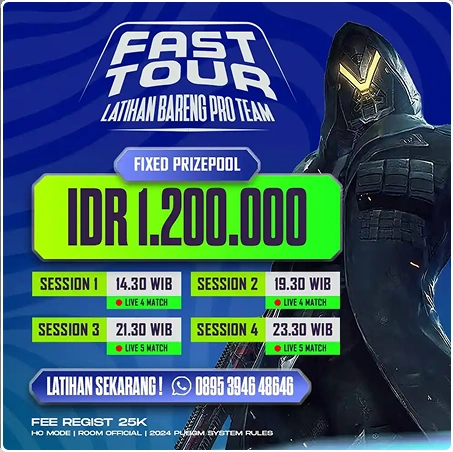 FAST
TOUR
LATIHAN BARENG PRO TEAM
FIXED PRIZEPOOL
IDR 1.200.000
SESSION 1 14.30 WIB
LIVE 4 MATCH
SESSION 2 19.30 WIB
LIVE 4 MATCH
SESSION 3 21.30 WIB
LIVE 5 MATCH
SESSION 4 23.30 WIB
LIVE 5 MATCH
LATIHAN SEKARANG ! 0895 3946 48646
FEE REGIST 25K
HC MODE | ROOM OFFICIAL | 2024 PUBGM SYSTEM RULES